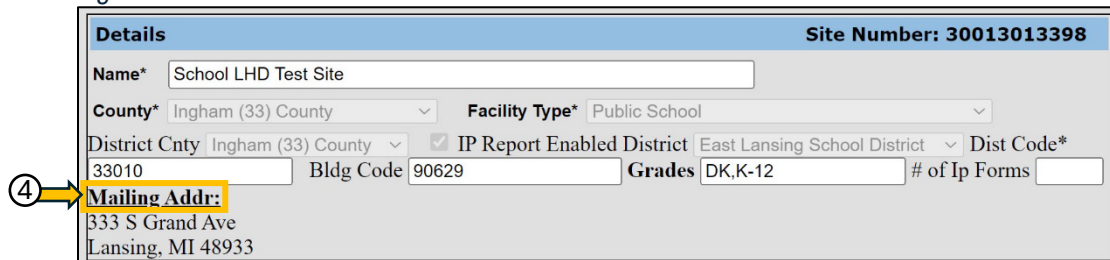 Details Site Number: 30013013398
Name* School LHD Test Site
County* Ingham (33) County Facility Type* Public School
District Cnty Ingham (33) County IP Report Enabled District East Lansing School District Dist Code*
33010 Bldg Code 90629 Grades DK,K-12 # of Ip Forms
4 Mailing Addr:
333 S Grand Ave
Lansing, MI 48933